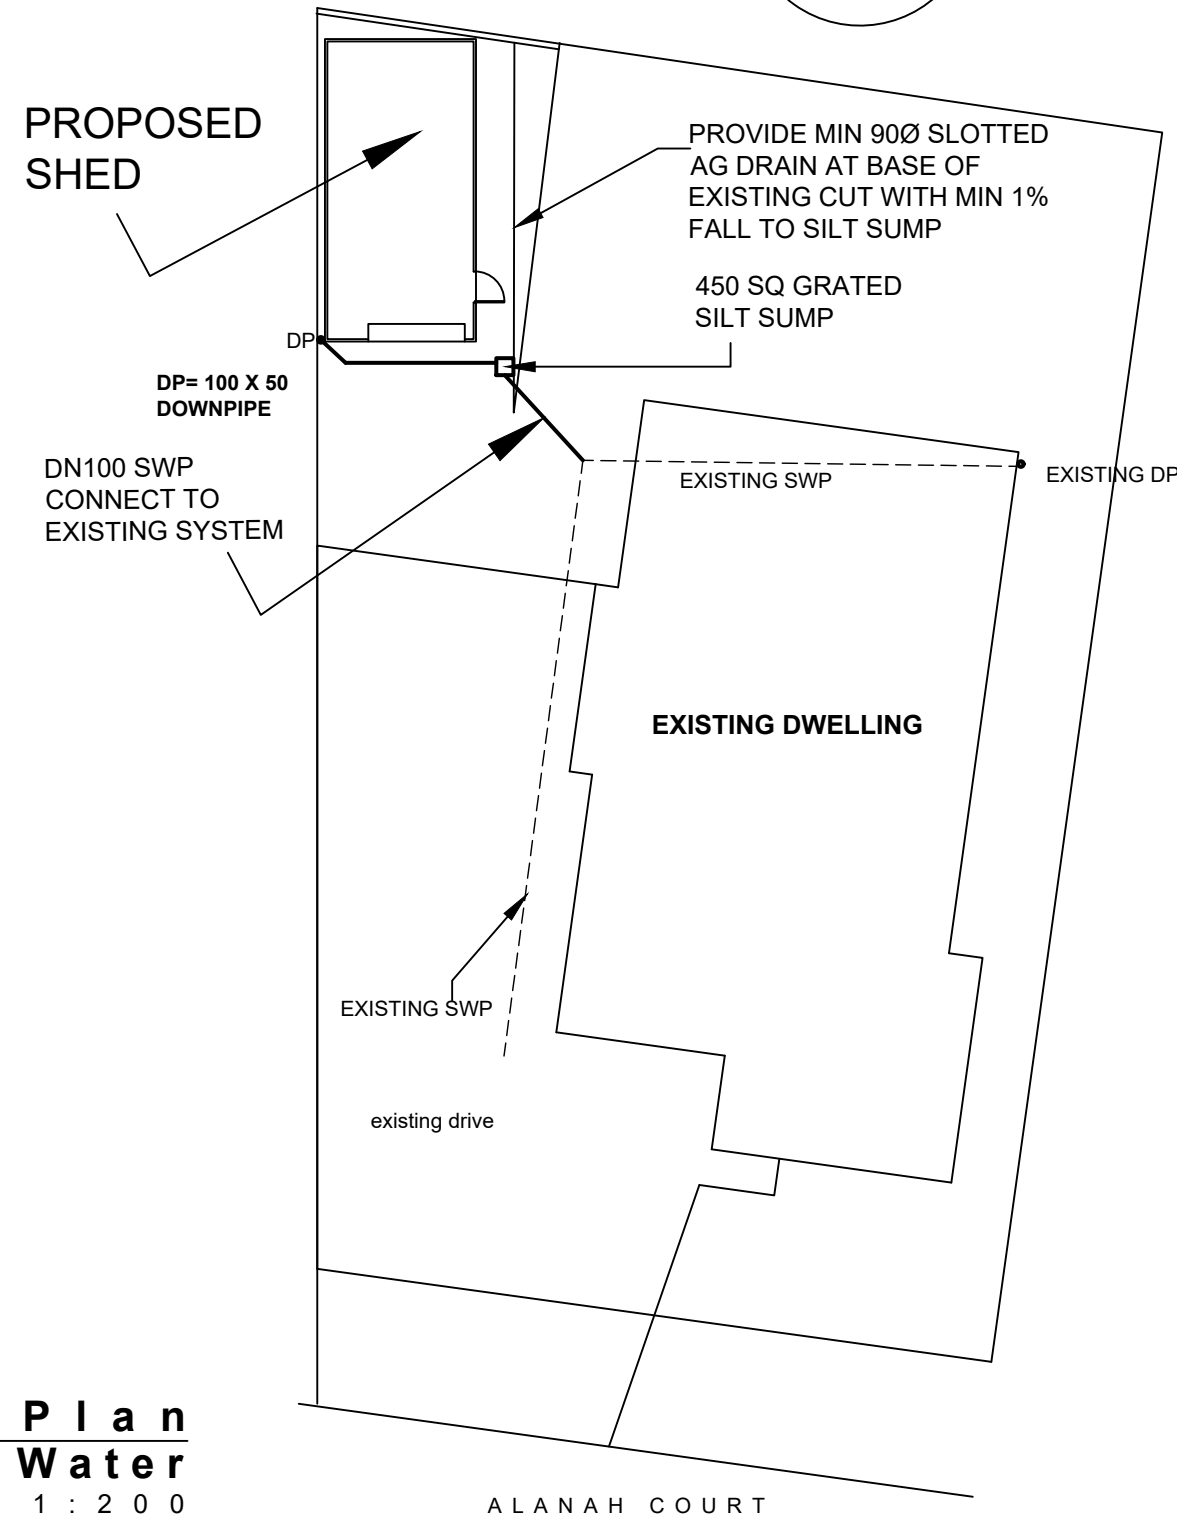 PROPOSED
SHED
PROVIDE MIN 90Ø SLOTTED
AG DRAIN AT BASE OF
EXISTING CUT WITH MIN 1%
FALL TO SILT SUMP
450 SQ GRATED
SILT SUMP
DP
DP= 100 X 50
DOWNPIPE
DN100 SWP
CONNECT TO
EXISTING SYSTEM
EXISTING SWP
EXISTING DP
EXISTING DWELLING
EXISTING SWP
existing drive
Plan
Water
1:200
ALANAH COURT